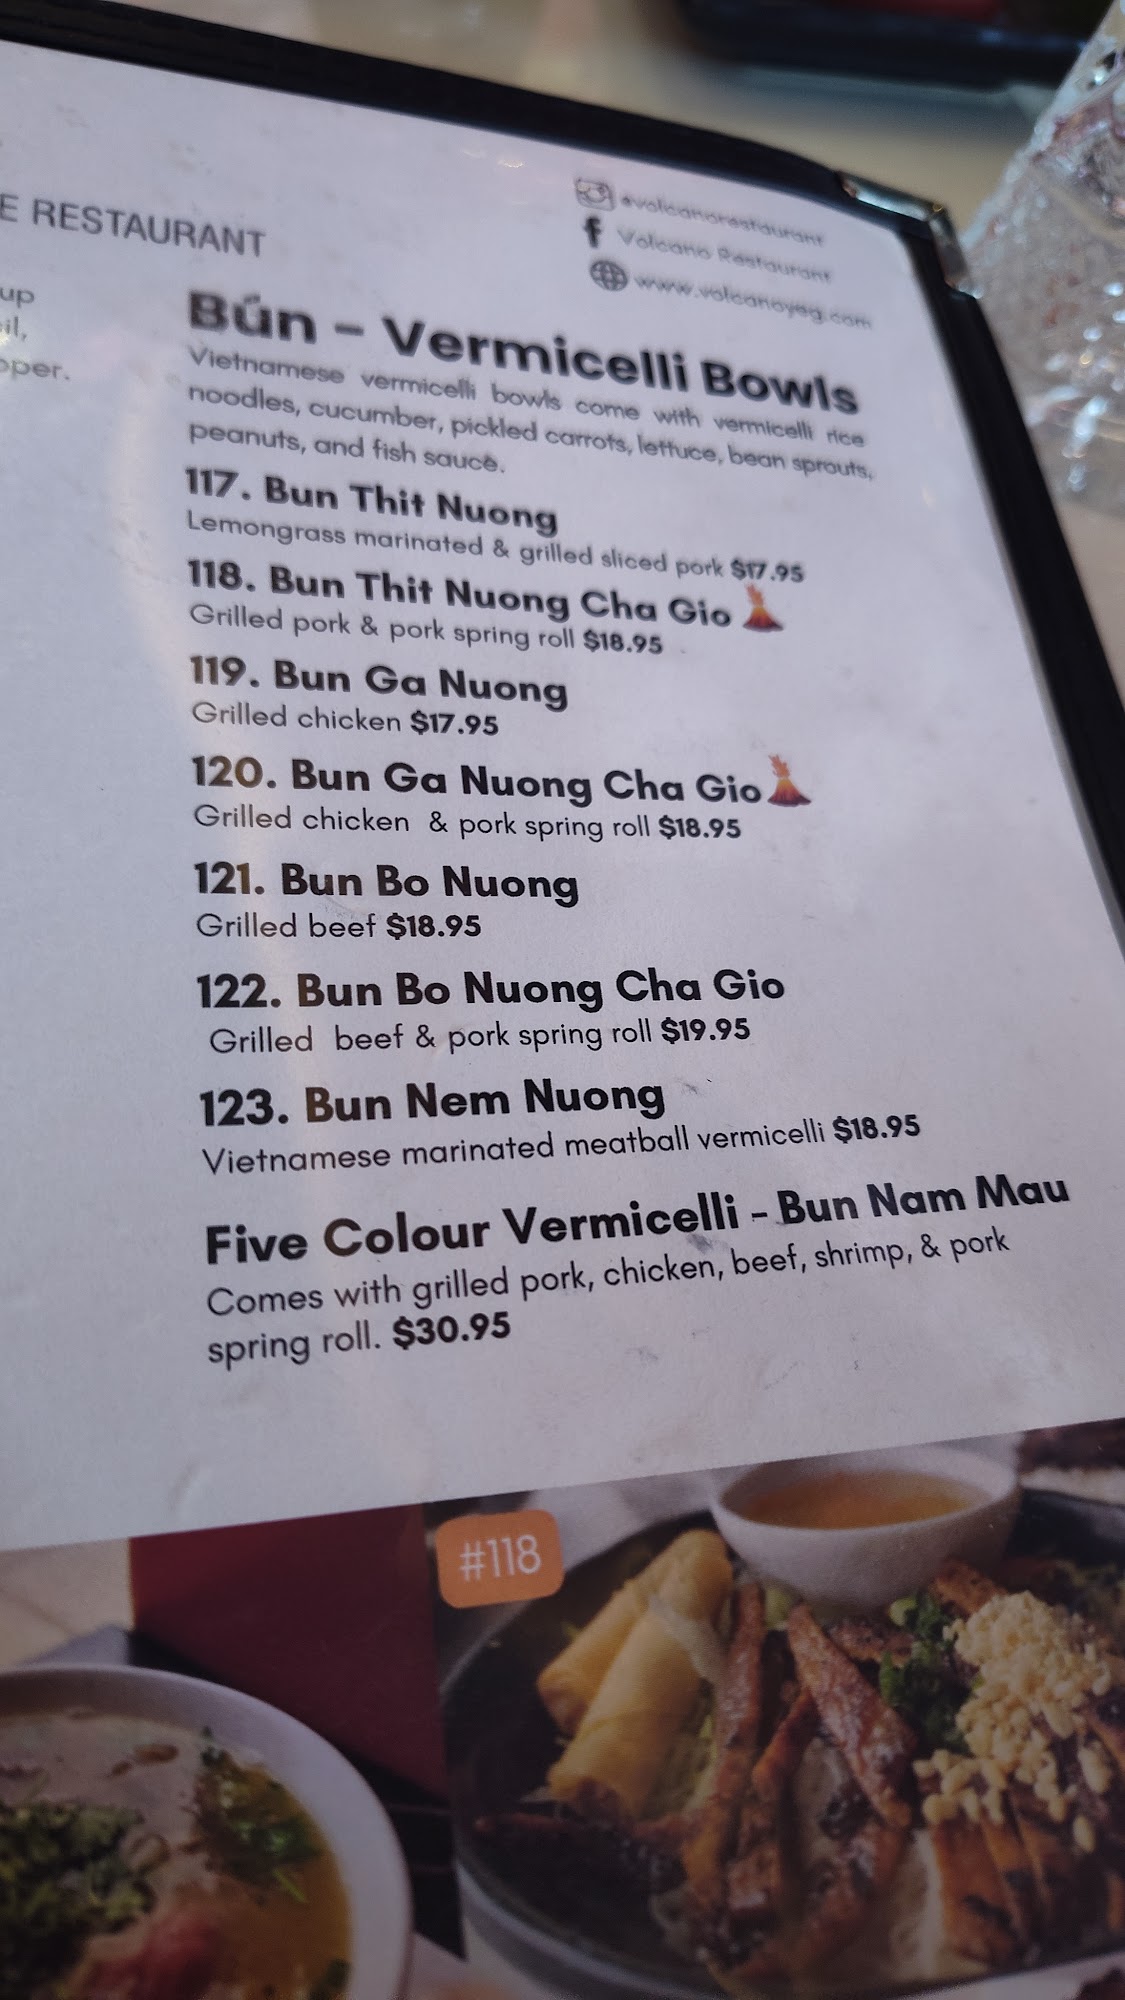 E RESTAURANT
up
il,
pper.
@volcanorestaurant
Volcano Restaurant
www.volcanoyeg.com
Bún – Vermicelli Bowls
Vietnamese vermicelli bowls come with vermicelli rice
noodles, cucumber, pickled carrots, lettuce, bean sprouts,
peanuts, and fish sauce.
117. Bun Thit Nuong
Lemongrass marinated & grilled sliced pork $17.95
118. Bun Thit Nuong Cha Gio
Grilled pork & pork spring roll $18.95
119. Bun Ga Nuong
Grilled chicken $17.95
120. Bun Ga Nuong Cha Gio
Grilled chicken & pork spring roll $18.95
121. Bun Bo Nuong
Grilled beef $18.95
122. Bun Bo Nuong Cha Gio
Grilled beef & pork spring roll $19.95
123. Bun Nem Nuong
Vietnamese marinated meatball vermicelli $18.95
Five Colour Vermicelli - Bun Nam Mau
Comes with grilled pork, chicken, beef, shrimp, & pork
spring roll. $30.95
#118